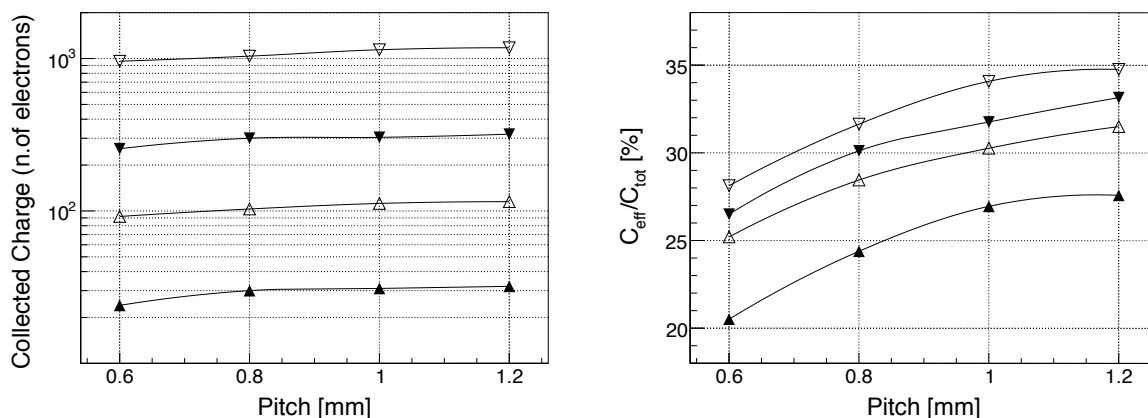 Collected Charge (n.of electrons)
10³
10²
0.6 0.8 1 1.2
Pitch [mm]
C_eff/C_tot [%]
35
30
25
20
0.6 0.8 1 1.2
Pitch [mm]